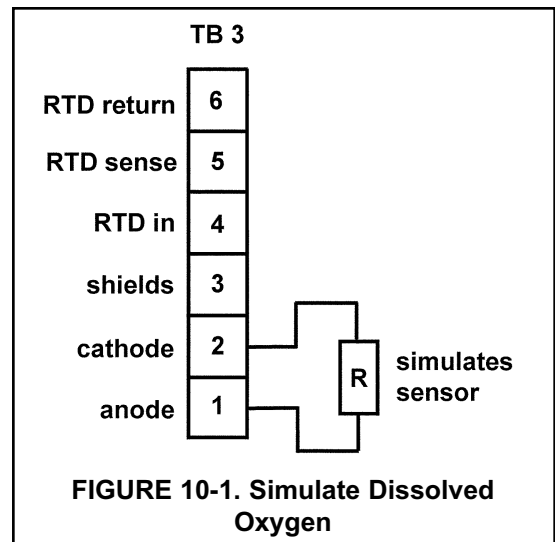 TB 3
RTD return 6
RTD sense 5
RTD in 4
shields 3
cathode 2
anode 1
R
simulates
sensor
FIGURE 10-1. Simulate Dissolved
Oxygen